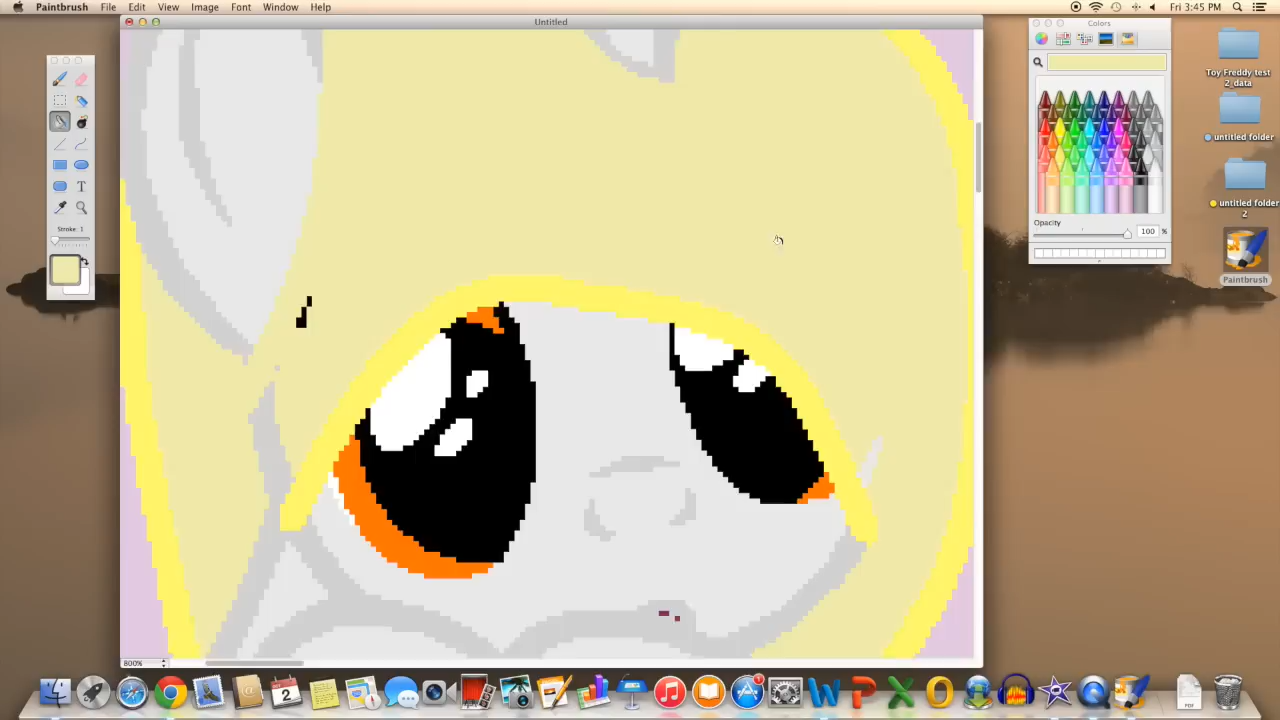 Paintbrush File Edit View Image Font Window Help
Fri 3:45 PM
Untitled
Colors
Stroke: 1
T
Opacity
100 %
Toy Freddy test
2_data
untitled folder
untitled folder
2
Paintbrush
800%